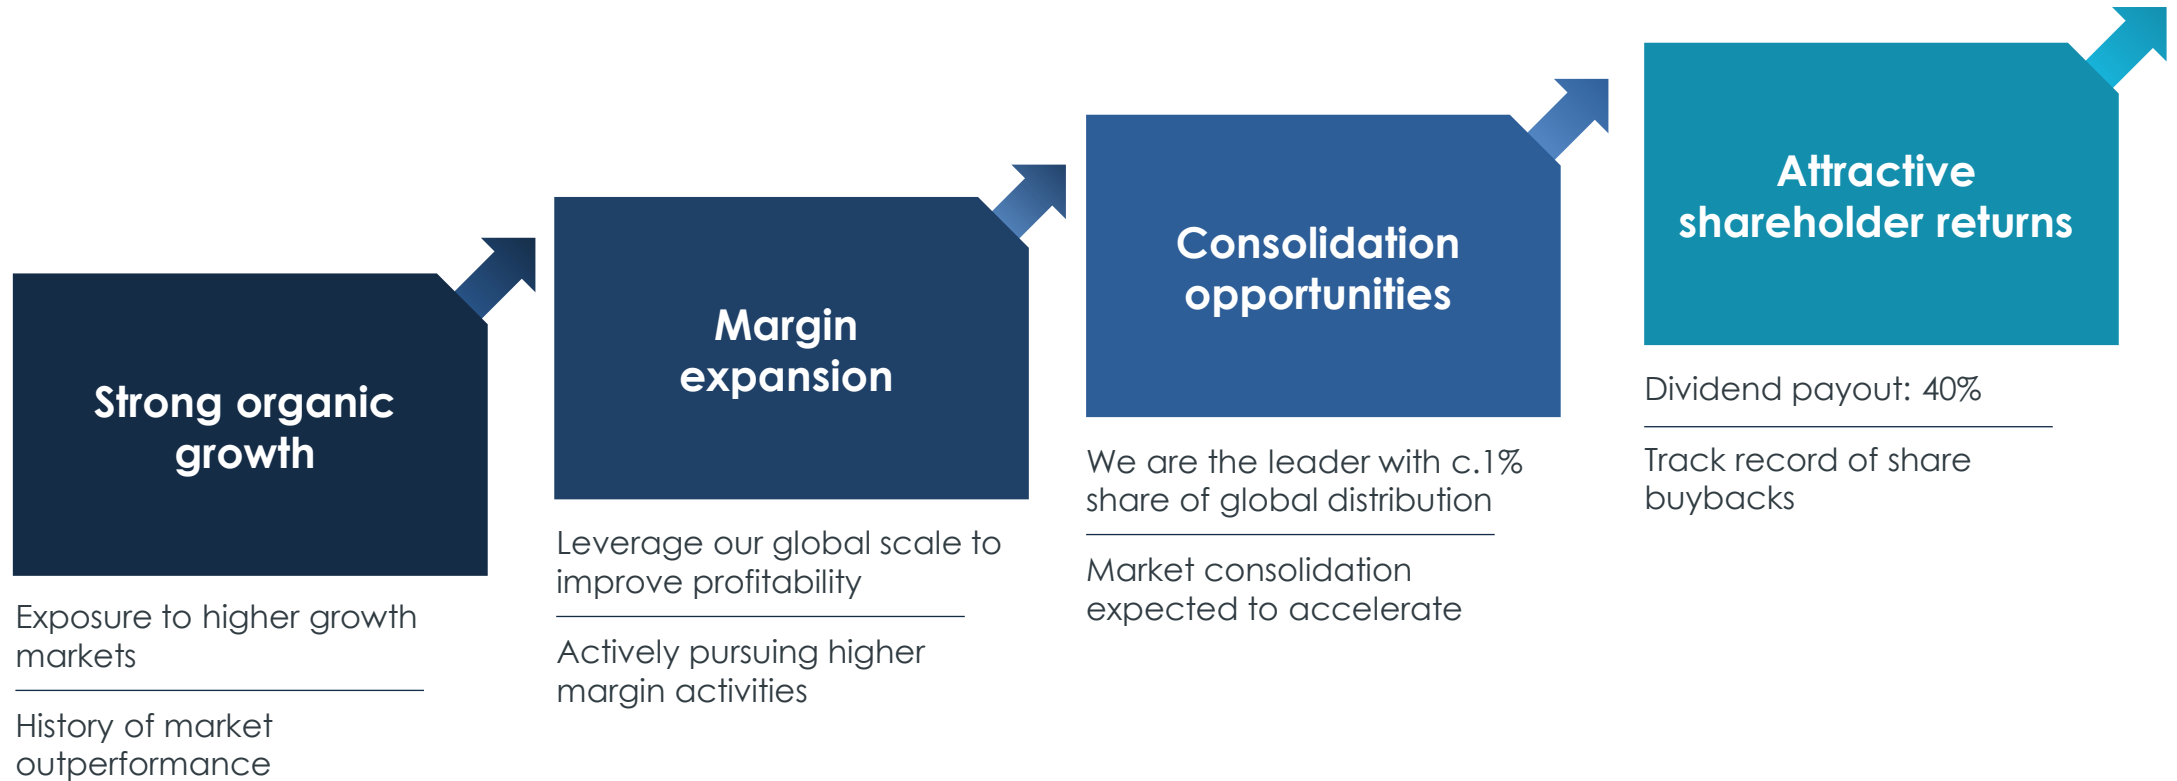 Strong organic
growth
Exposure to higher growth
markets
History of market
outperformance
Margin
expansion
Leverage our global scale to
improve profitability
Actively pursuing higher
margin activities
Consolidation
opportunities
We are the leader with c.1%
share of global distribution
Market consolidation
expected to accelerate
Attractive
shareholder returns
Dividend payout: 40%
Track record of share
buybacks